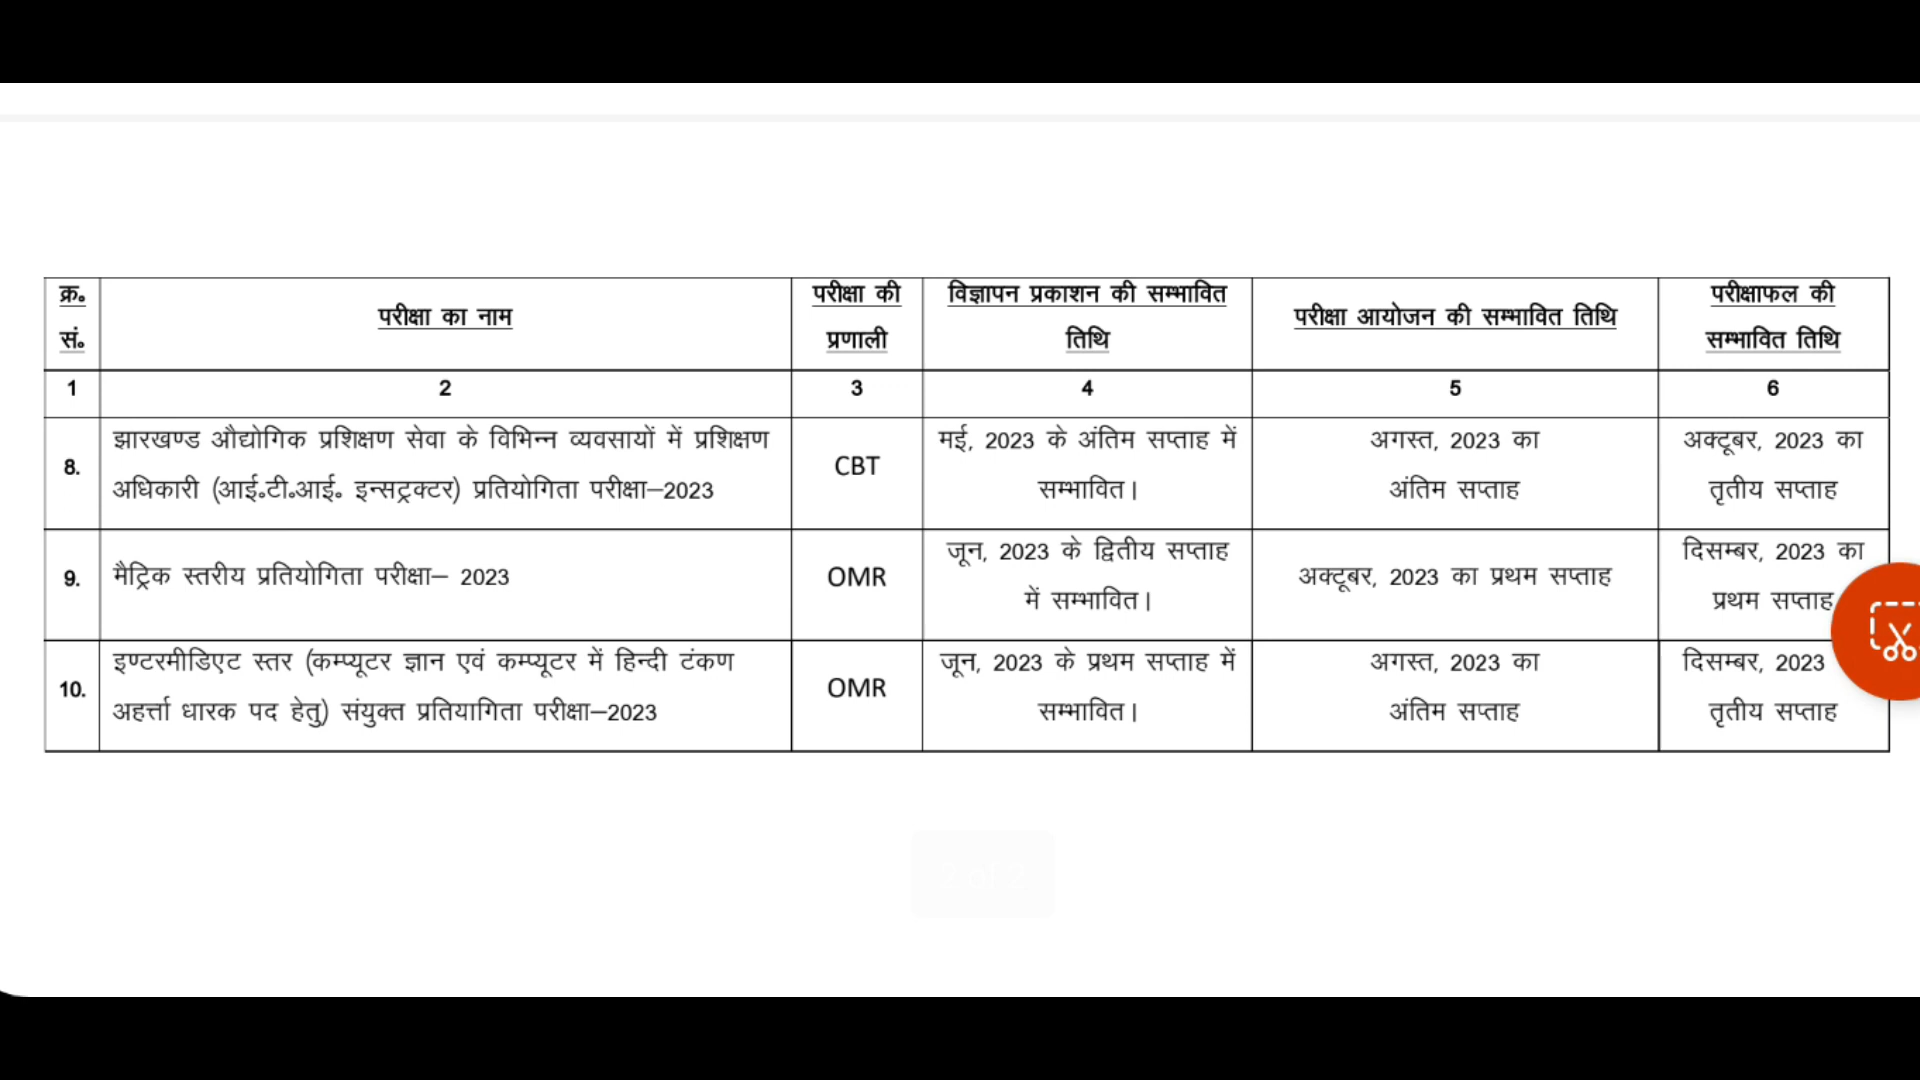 क्र॰ सं॰ | परीक्षा का नाम | परीक्षा की प्रणाली | विज्ञापन प्रकाशन की सम्भावित तिथि | परीक्षा आयोजन की सम्भावित तिथि | परीक्षाफल की सम्भावित तिथि
1 | 2 | 3 | 4 | 5 | 6
8. | झारखण्ड औद्योगिक प्रशिक्षण सेवा के विभिन्न व्यवसायों में प्रशिक्षण अधिकारी (आई॰टी॰आई॰ इन्सट्रक्टर) प्रतियोगिता परीक्षा–2023 | CBT | मई, 2023 के अंतिम सप्ताह में सम्भावित। | अगस्त, 2023 का अंतिम सप्ताह | अक्टूबर, 2023 का तृतीय सप्ताह
9. | मैट्रिक स्तरीय प्रतियोगिता परीक्षा– 2023 | OMR | जून, 2023 के द्वितीय सप्ताह में सम्भावित। | अक्टूबर, 2023 का प्रथम सप्ताह | दिसम्बर, 2023 का प्रथम सप्ताह
10. | इण्टरमीडिएट स्तर (कम्प्यूटर ज्ञान एवं कम्प्यूटर में हिन्दी टंकण अहर्त्ता धारक पद हेतु) संयुक्त प्रतियागिता परीक्षा–2023 | OMR | जून, 2023 के प्रथम सप्ताह में सम्भावित। | अगस्त, 2023 का अंतिम सप्ताह | दिसम्बर, 2023 तृतीय सप्ताह